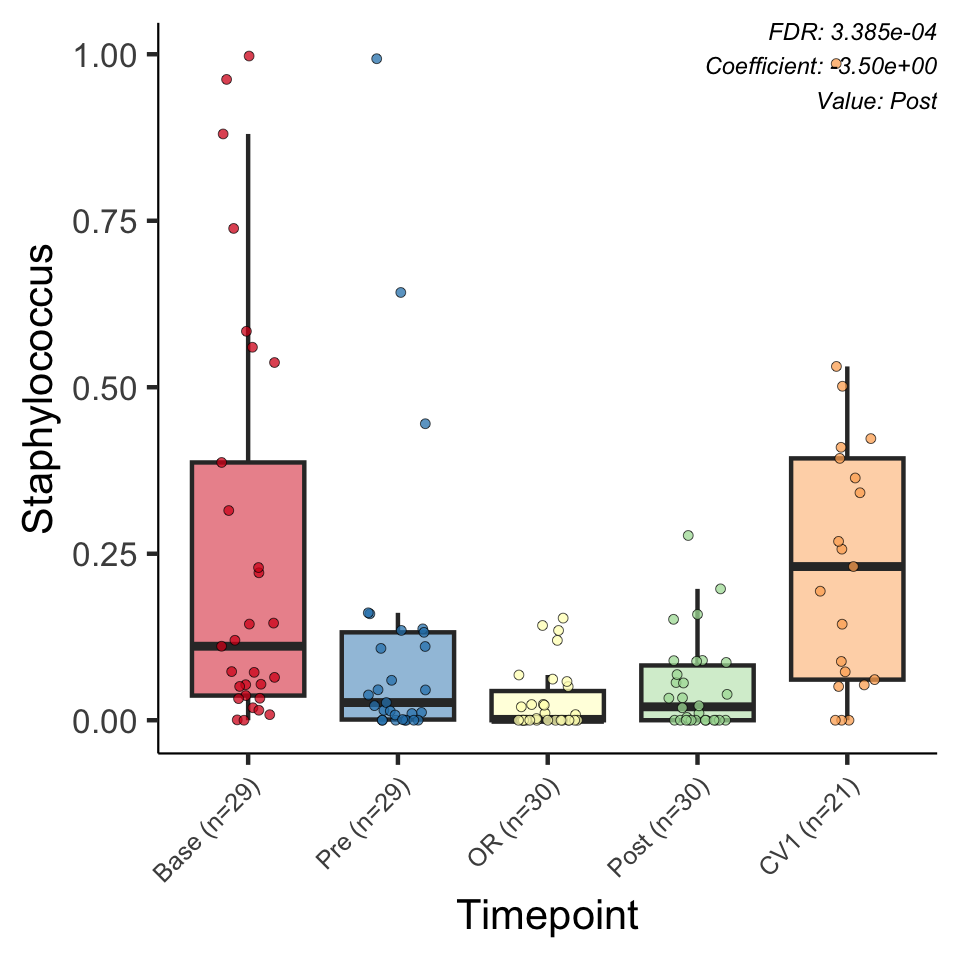 FDR: 3.385e-04
Coefficient: -3.50e+00
Value: Post
Staphylococcus
1.00
0.75
0.50
0.25
0.00
Base (n=29)
Pre (n=29)
OR (n=30)
Post (n=30)
CV1 (n=21)
Timepoint